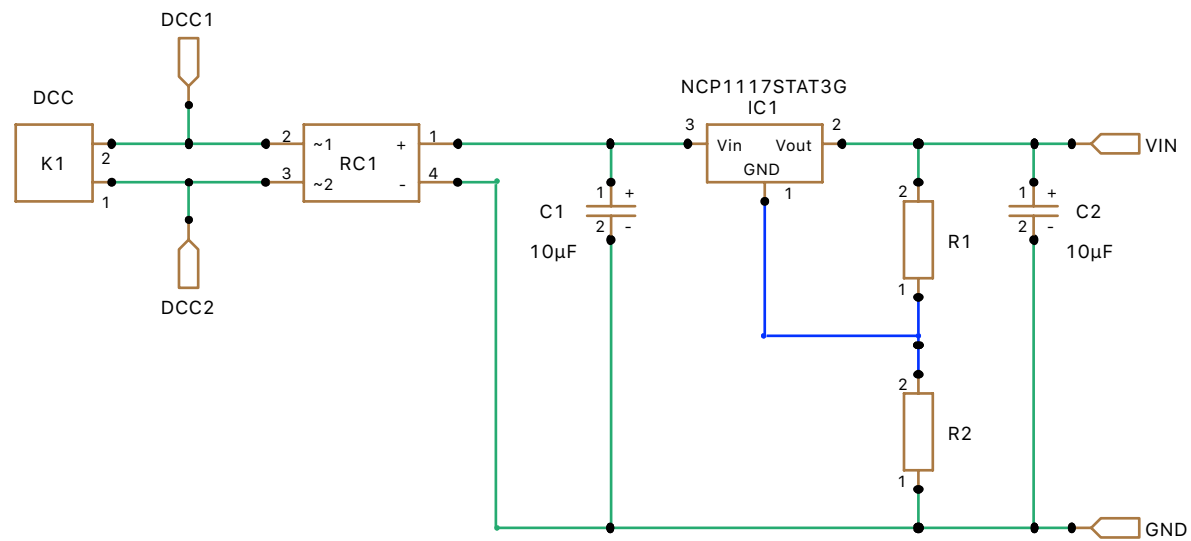 DCC1
DCC
K1
2
1
DCC2
2
3
~1
~2
RC1
+
-
1
4
C1
10µF
1
+
2
-
NCP1117STAT3G
IC1
3
Vin
Vout
GND
2
1
2
R1
1
2
R2
1
1
+
2
-
C2
10µF
VIN
GND